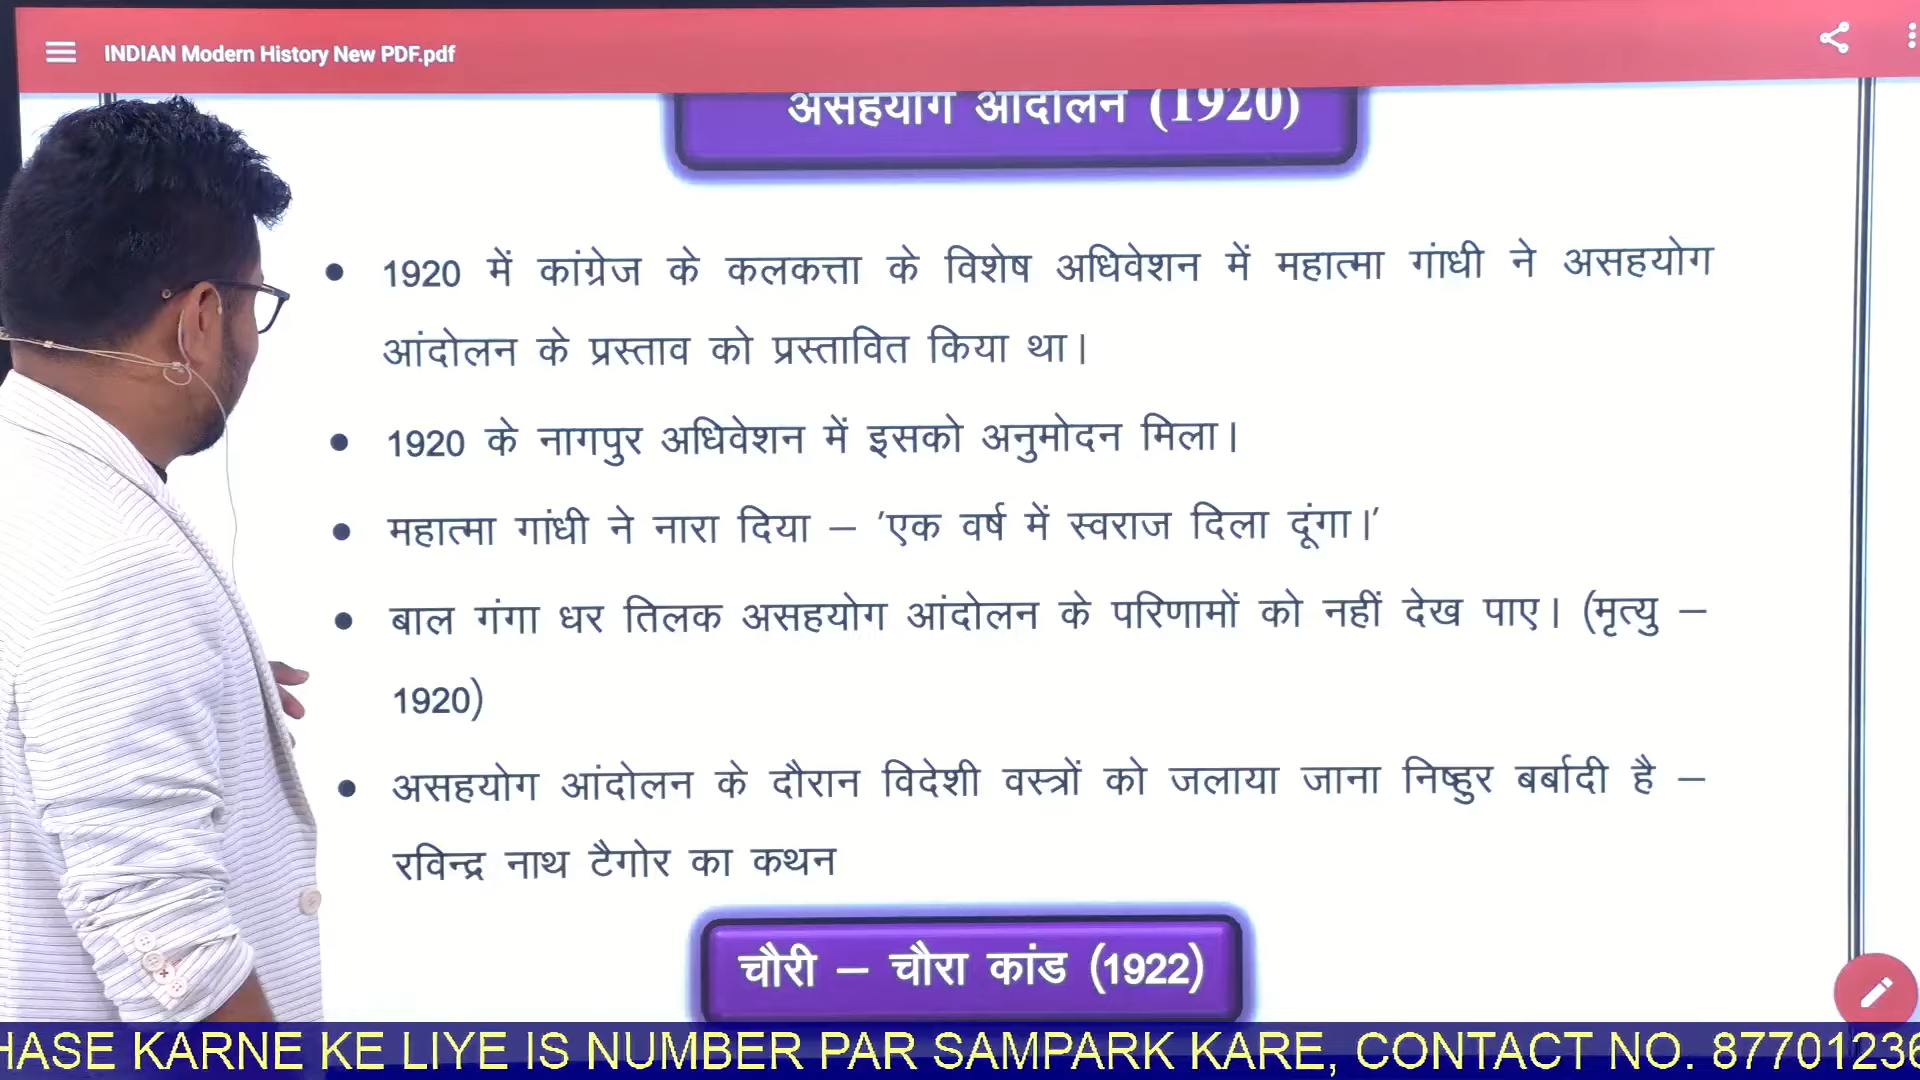 INDIAN Modern History New PDF.pdf
असहयोग आंदोलन (1920)
1920 में कांग्रेज के कलकत्ता के विशेष अधिवेशन में महात्मा गांधी ने असहयोग
आंदोलन के प्रस्ताव को प्रस्तावित किया था।
1920 के नागपुर अधिवेशन में इसको अनुमोदन मिला।
महात्मा गांधी ने नारा दिया – 'एक वर्ष में स्वराज दिला दूंगा।'
बाल गंगा धर तिलक असहयोग आंदोलन के परिणामों को नहीं देख पाए। (मृत्यु –
1920)
असहयोग आंदोलन के दौरान विदेशी वस्त्रों को जलाया जाना निष्ठुर बर्बादी है –
रविन्द्र नाथ टैगोर का कथन
चौरी – चौरा कांड (1922)
HASE KARNE KE LIYE IS NUMBER PAR SAMPARK KARE, CONTACT NO. 8770123